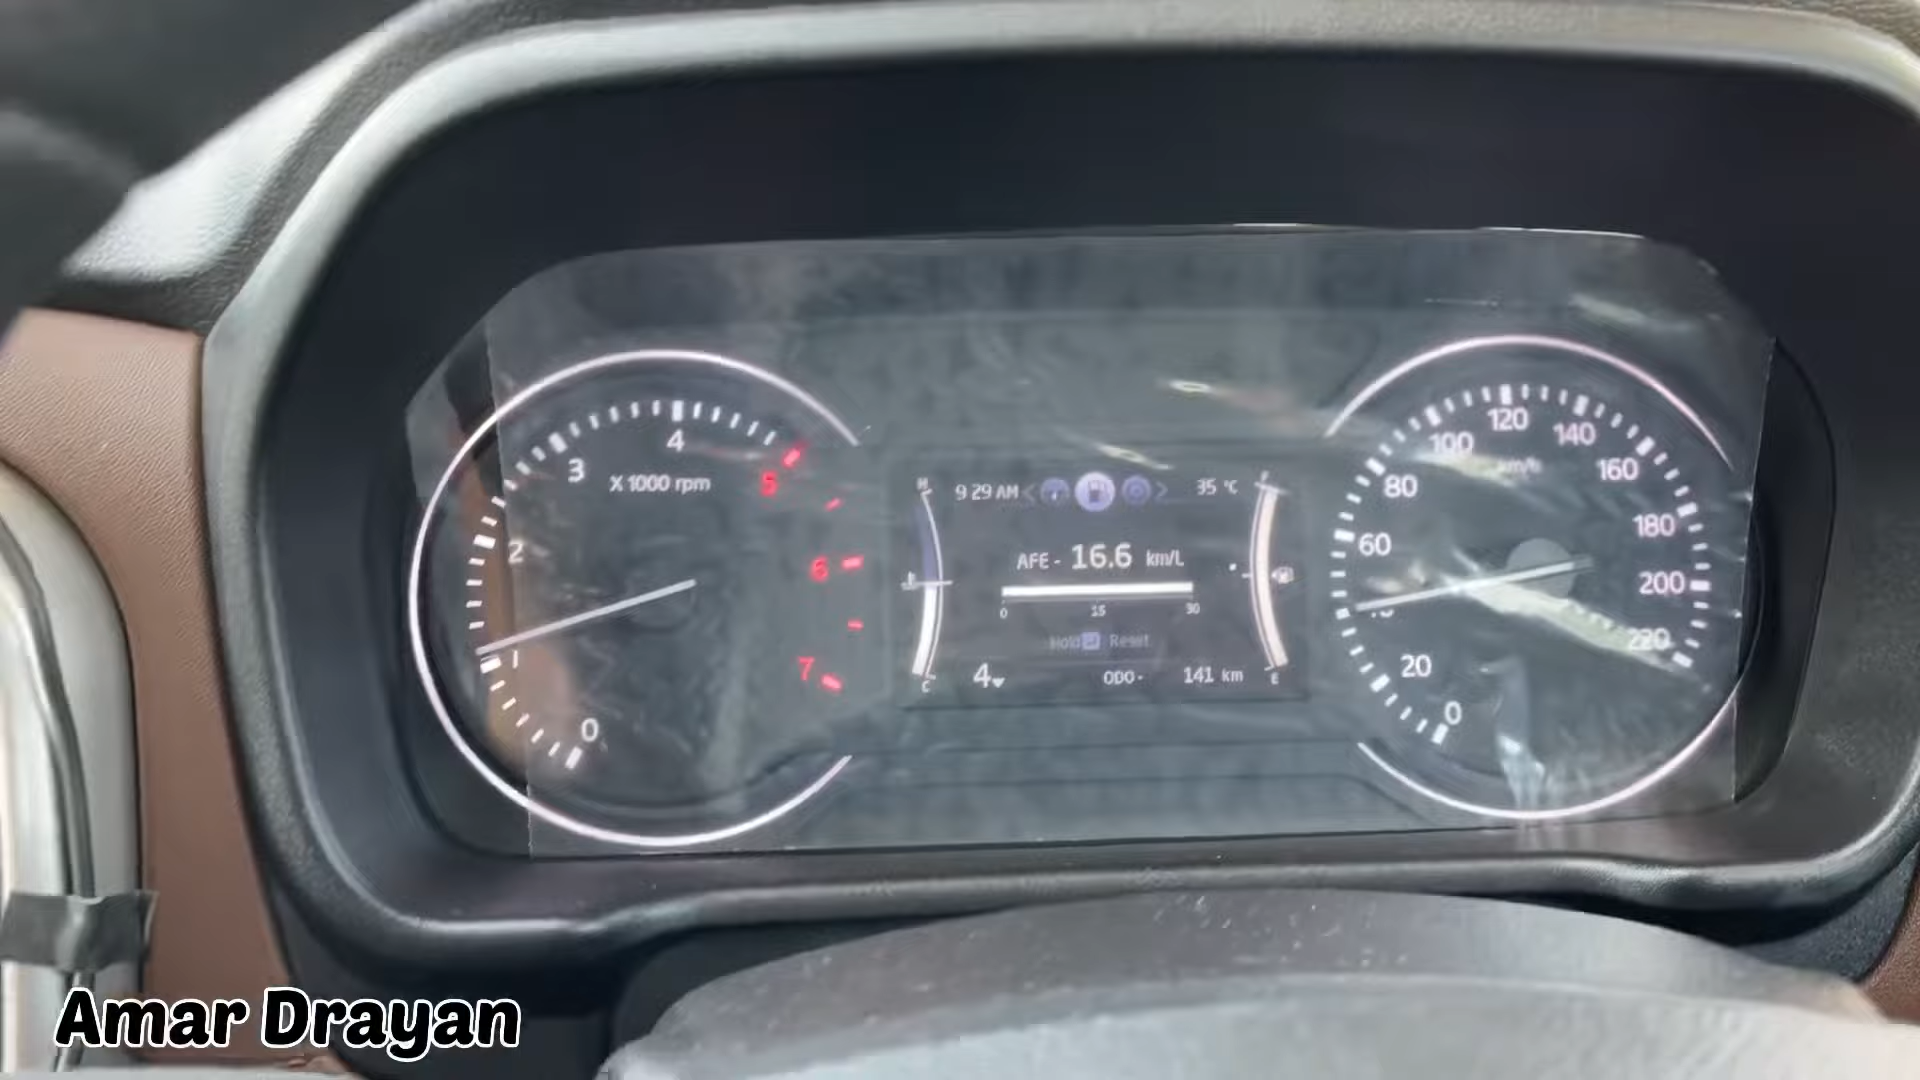 4
3
X 1000 rpm
5
2
6
1
7
0
H
9 29 AM
35 °C
F
AFE - 16.6 km/L
0 15 30
Hold Reset
4
ODO - 141 km
C
E
120
100
140
km/h
160
80
180
60
200
220
20
0
Amar Drayan